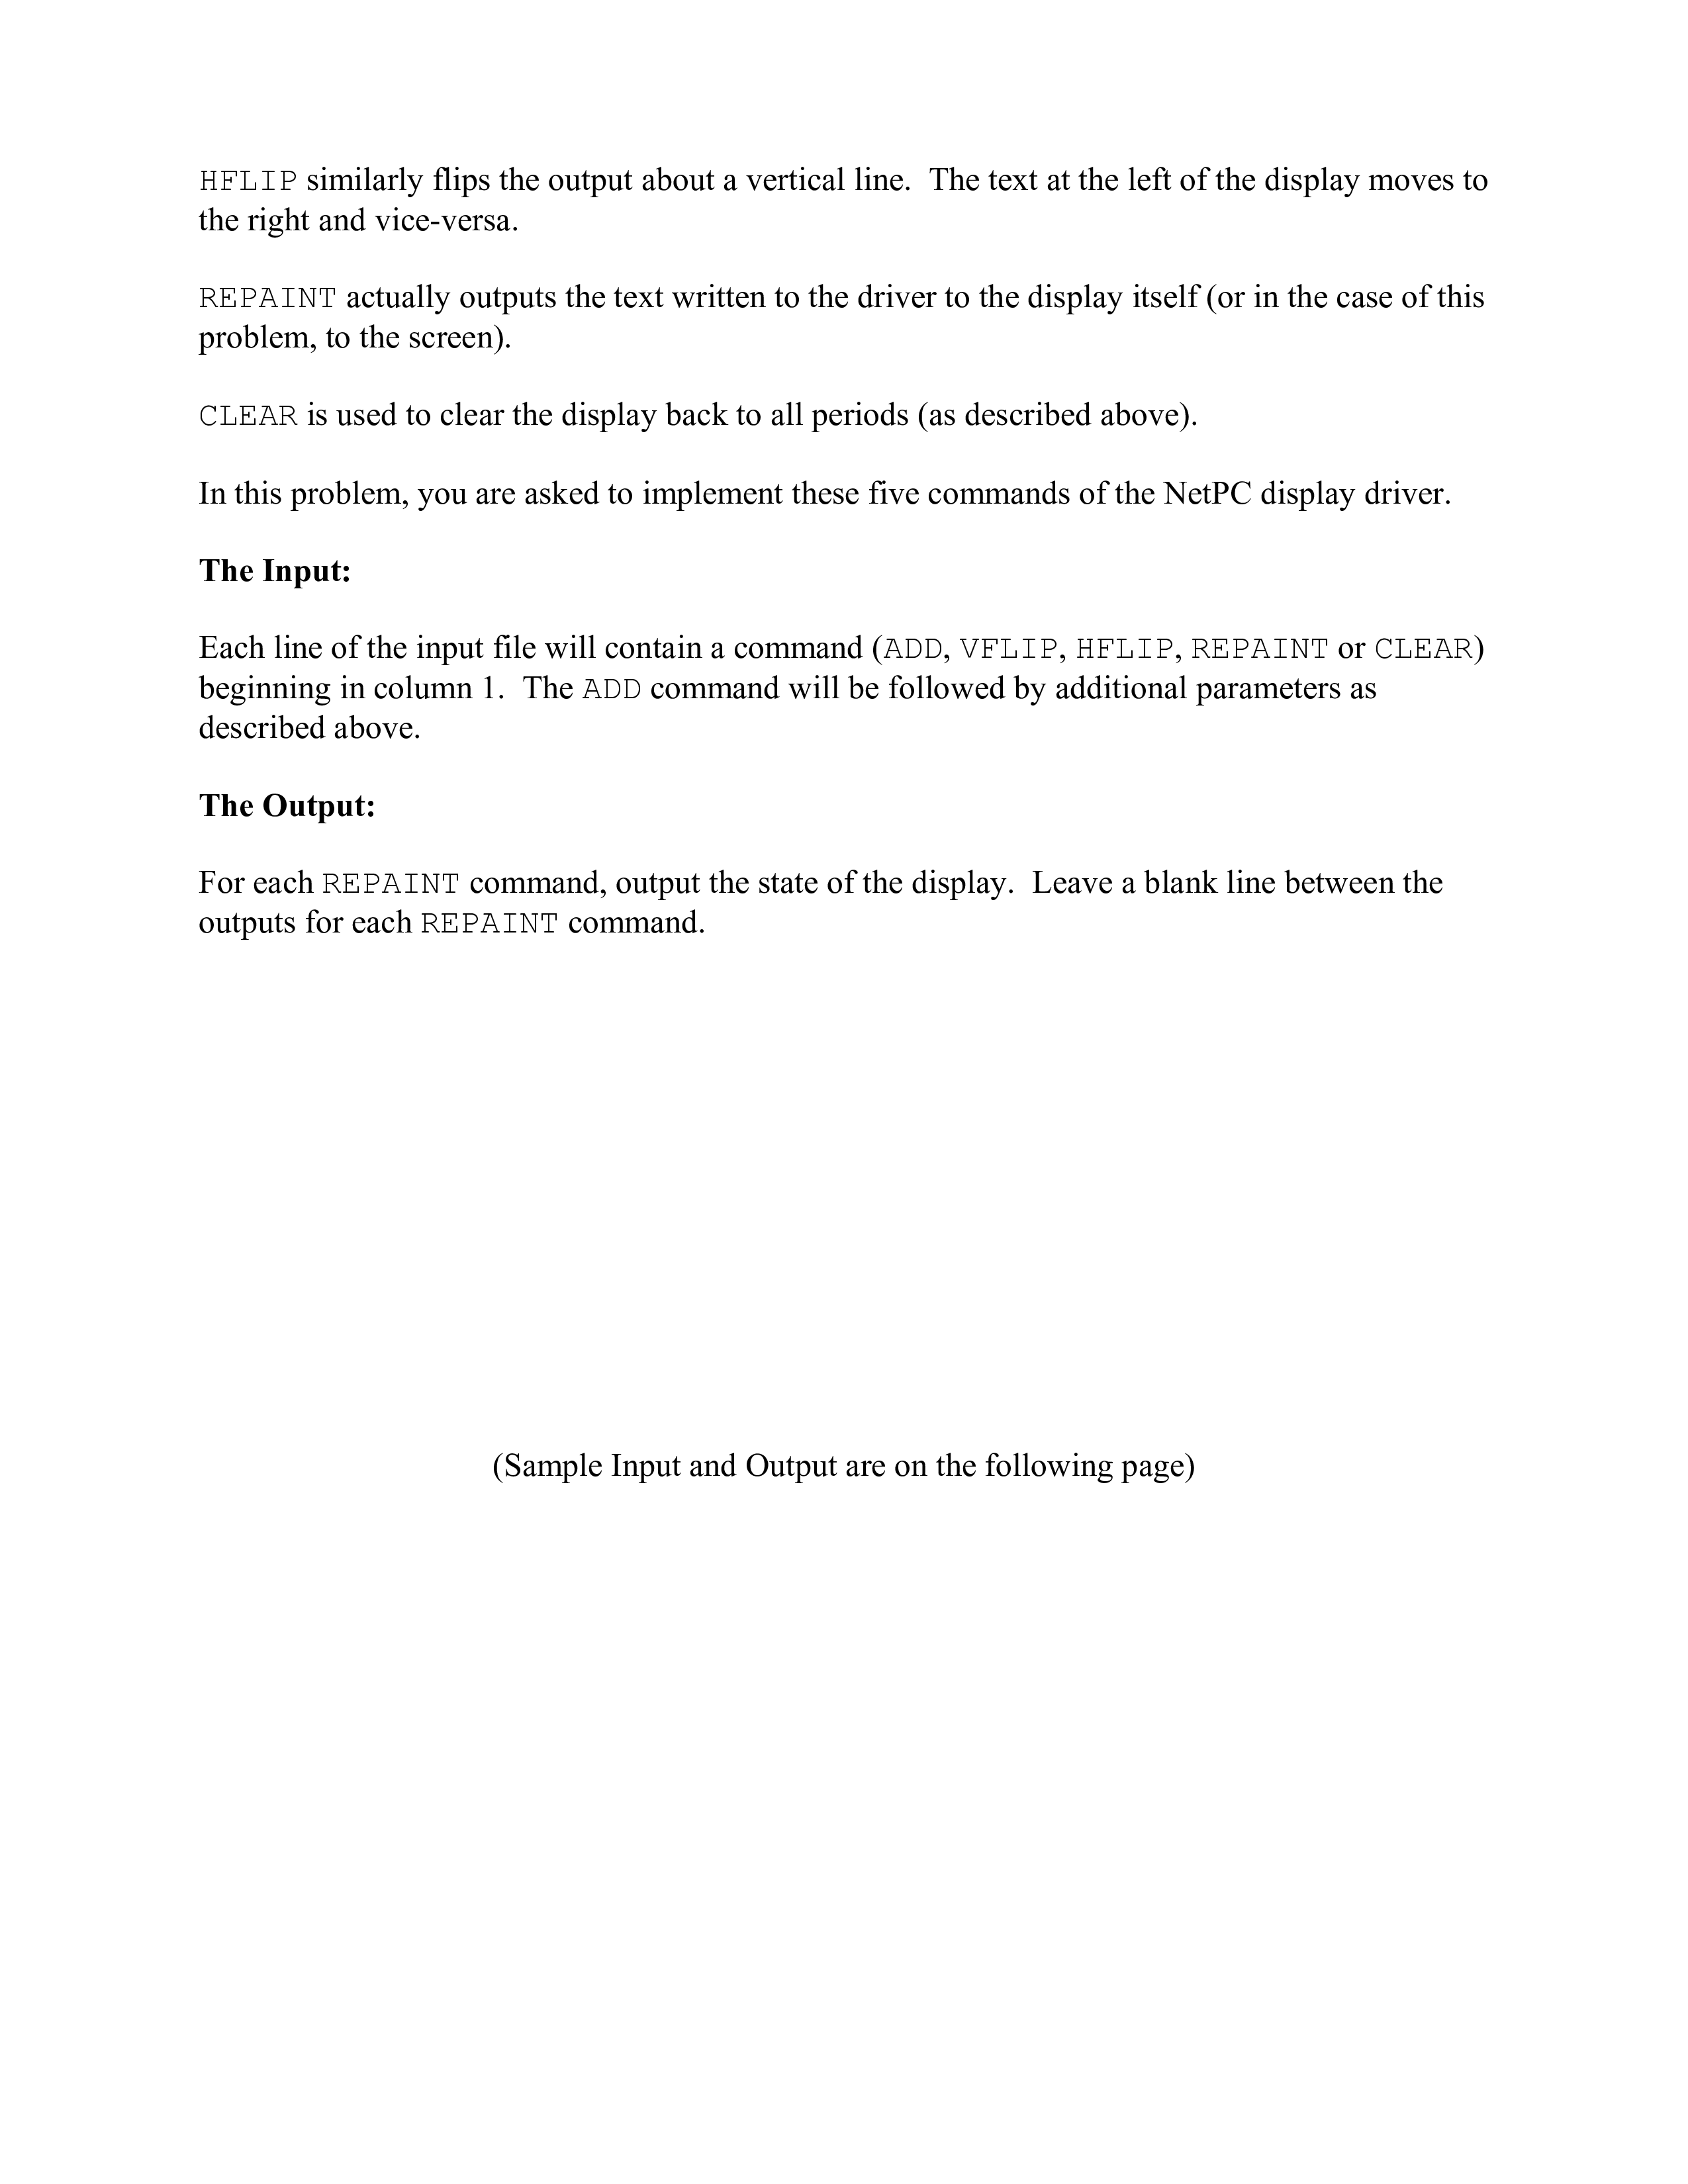 HFLIP similarly flips the output about a vertical line.  The text at the left of the display moves to
the right and vice-versa.
REPAINT actually outputs the text written to the driver to the display itself (or in the case of this
problem, to the screen).
CLEAR is used to clear the display back to all periods (as described above).
In this problem, you are asked to implement these five commands of the NetPC display driver.
The Input:
Each line of the input file will contain a command (ADD, VFLIP, HFLIP, REPAINT or CLEAR)
beginning in column 1.  The ADD command will be followed by additional parameters as
described above.
The Output:
For each REPAINT command, output the state of the display.  Leave a blank line between the
outputs for each REPAINT command.
(Sample Input and Output are on the following page)